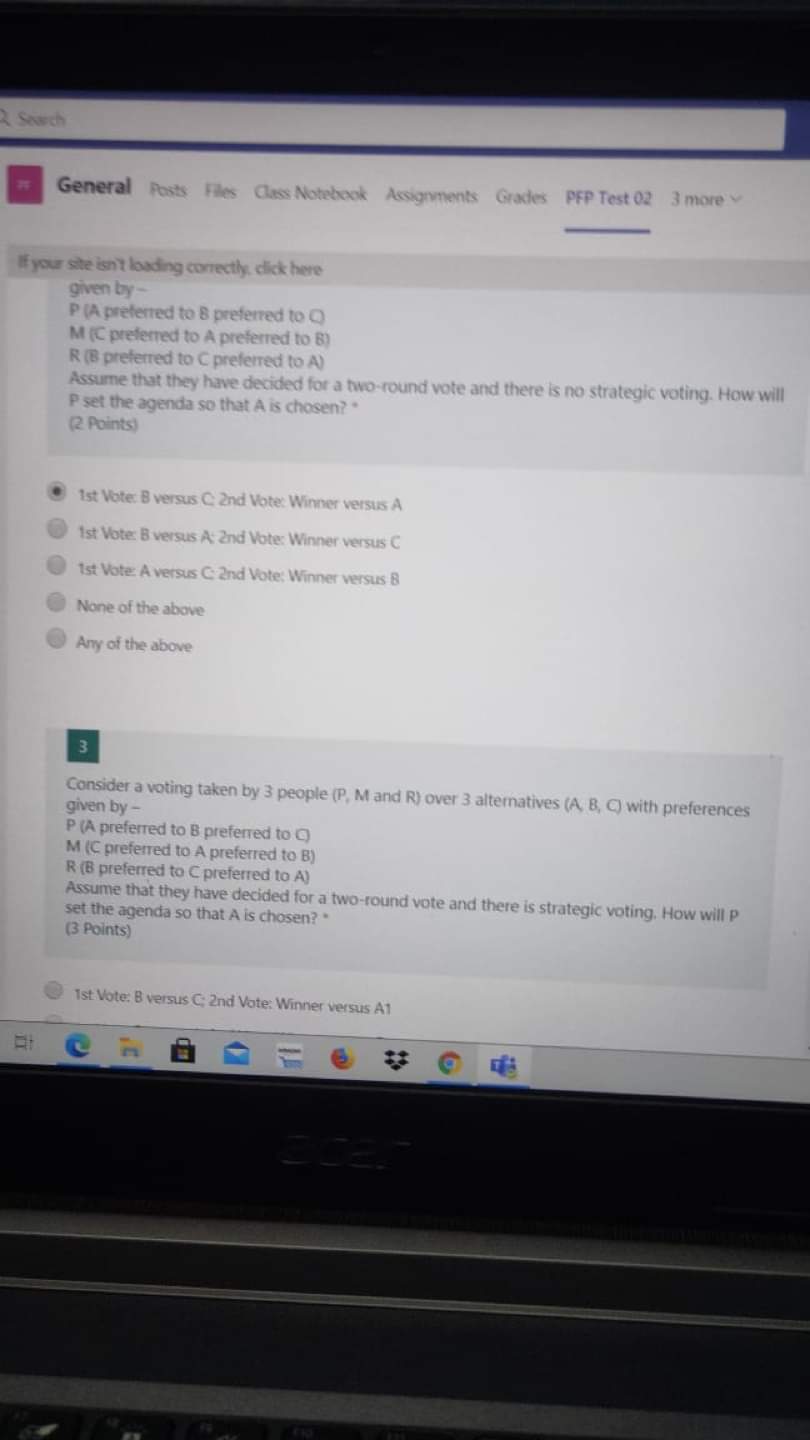 Search
General Posts Files Class Notebook Assignments Grades PFP Test 02 3 more
If your site isn't loading correctly, click here
given by –
P (A preferred to B preferred to C)
M (C preferred to A preferred to B)
R (B preferred to C preferred to A)
Assume that they have decided for a two-round vote and there is no strategic voting. How will
P set the agenda so that A is chosen? *
(2 Points)
1st Vote: B versus C; 2nd Vote: Winner versus A
1st Vote: B versus A; 2nd Vote: Winner versus C
1st Vote: A versus C; 2nd Vote: Winner versus B
None of the above
Any of the above
3
Consider a voting taken by 3 people (P, M and R) over 3 alternatives (A, B, C) with preferences
given by –
P (A preferred to B preferred to C)
M (C preferred to A preferred to B)
R (B preferred to C preferred to A)
Assume that they have decided for a two-round vote and there is strategic voting. How will P
set the agenda so that A is chosen? *
(3 Points)
1st Vote: B versus C; 2nd Vote: Winner versus A1
acer